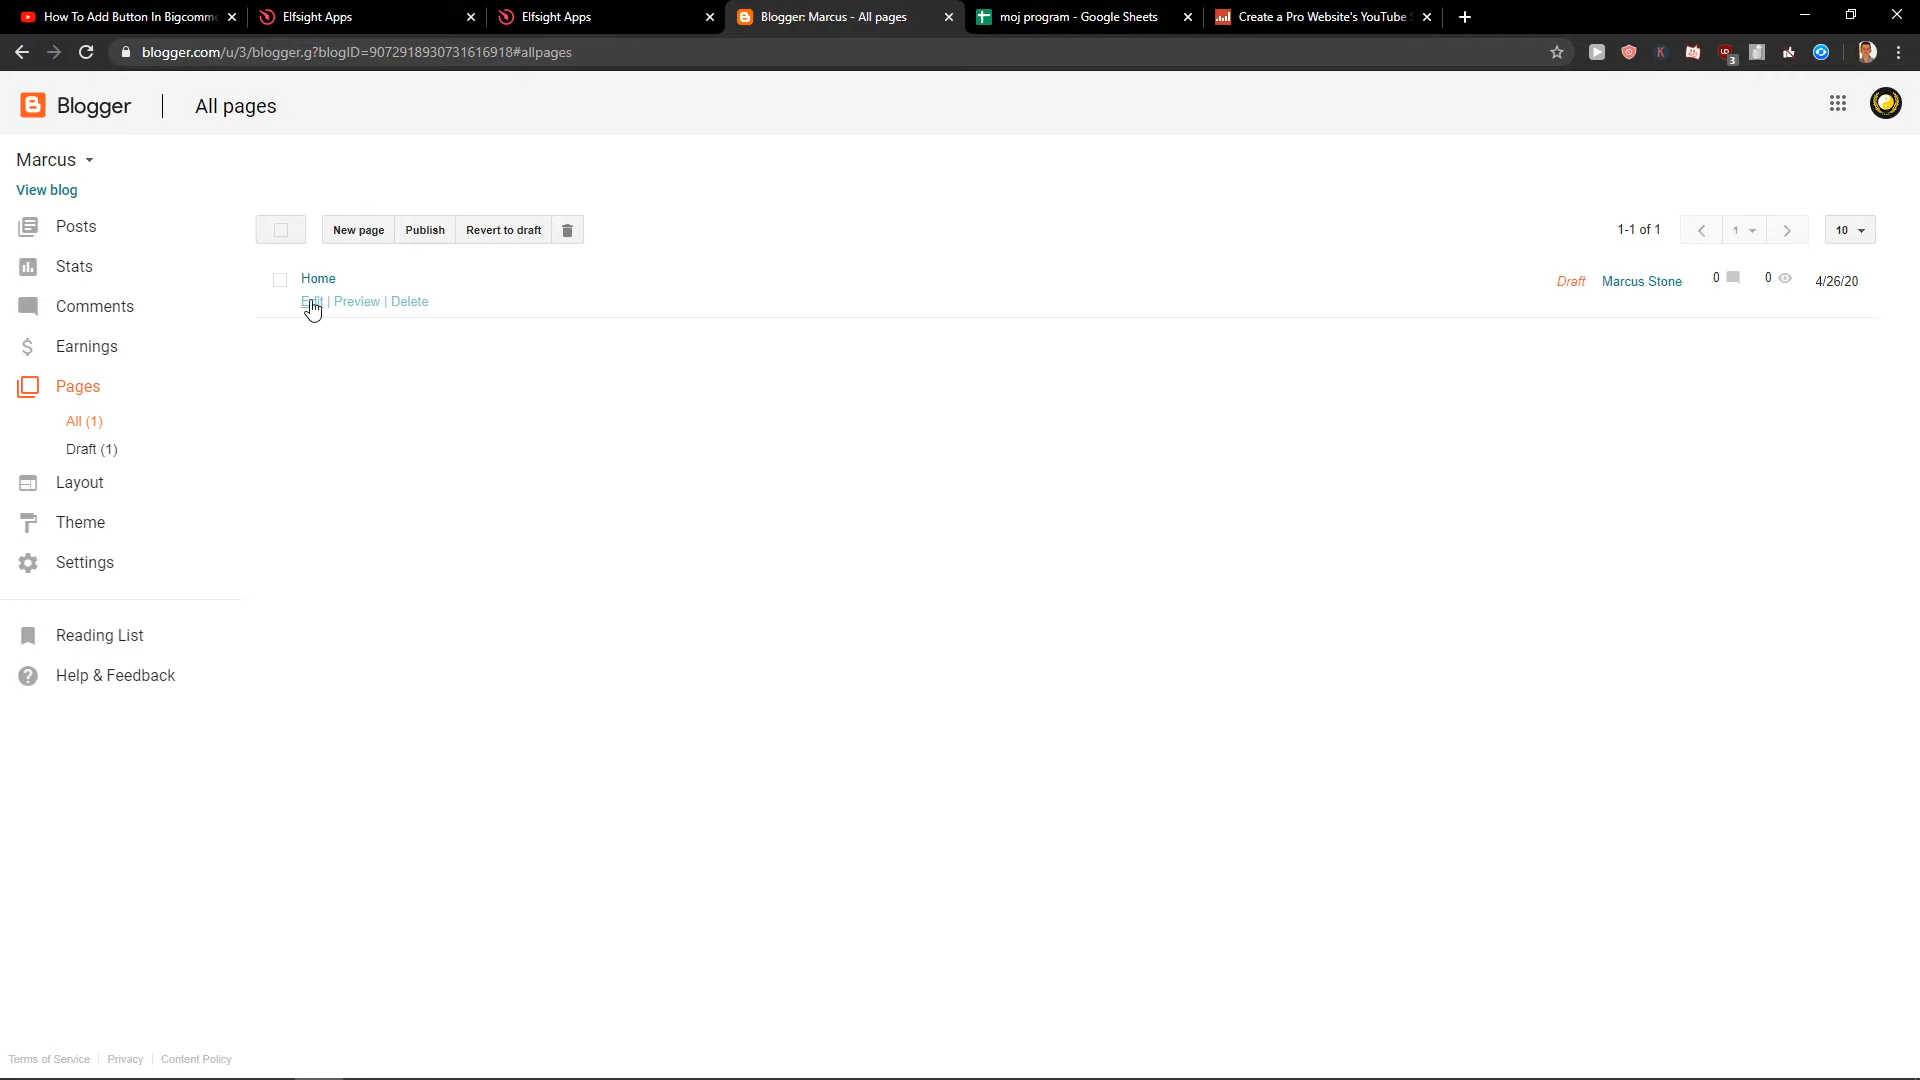 How To Add Button In Bigcomme
Elfsight Apps
Elfsight Apps
Blogger: Marcus - All pages
moj program - Google Sheets
Create a Pro Website's YouTube
blogger.com/u/3/blogger.g?blogID=9072918930731616918#allpages
3
Blogger
All pages
Marcus
View blog
Posts
Stats
Comments
Earnings
Pages
All (1)
Draft (1)
Layout
Theme
Settings
Reading List
Help & Feedback
New page
Publish
Revert to draft
1-1 of 1
1
10
Home
Edit | Preview | Delete
Draft
Marcus Stone
0
0
4/26/20
Terms of Service
Privacy
Content Policy